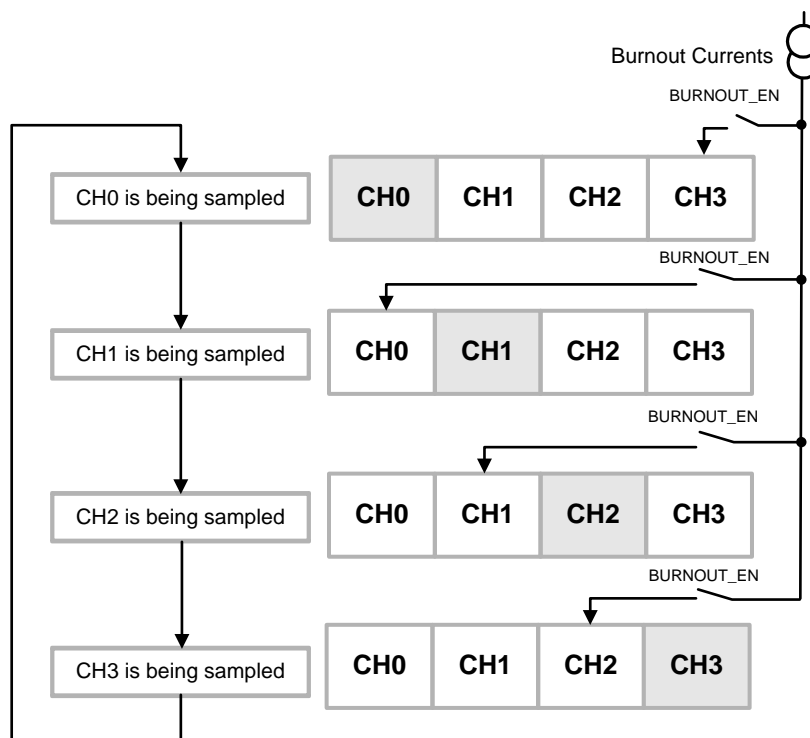 Burnout Currents
BURNOUT_EN
CH0 is being sampled
CH0 CH1 CH2 CH3
BURNOUT_EN
CH1 is being sampled
CH0 CH1 CH2 CH3
BURNOUT_EN
CH2 is being sampled
CH0 CH1 CH2 CH3
BURNOUT_EN
CH3 is being sampled
CH0 CH1 CH2 CH3